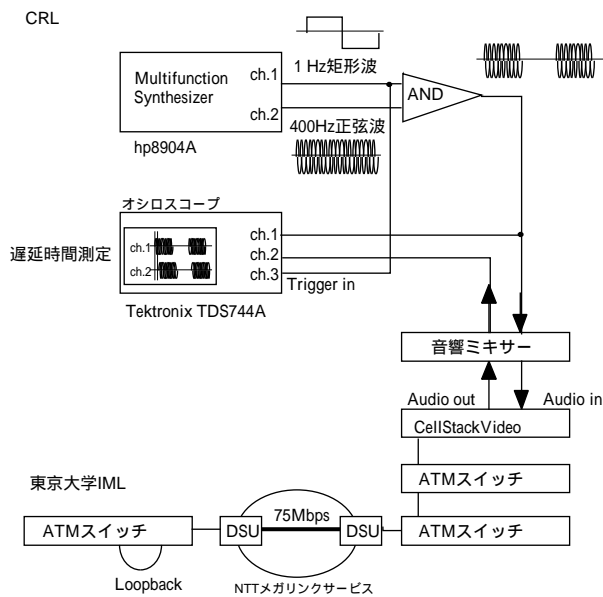 CRL
Multifunction
Synthesizer
ch.1
ch.2
hp8904A
1 Hz矩形波
400Hz正弦波
AND
オシロスコープ
遅延時間測定
ch.1
ch.2
ch.1
ch.2
ch.3
Trigger in
Tektronix TDS744A
音響ミキサー
Audio out
Audio in
CellStackVideo
ATMスイッチ
東京大学IML
ATMスイッチ
DSU
75Mbps
DSU
ATMスイッチ
Loopback
NTTメガリンクサービス